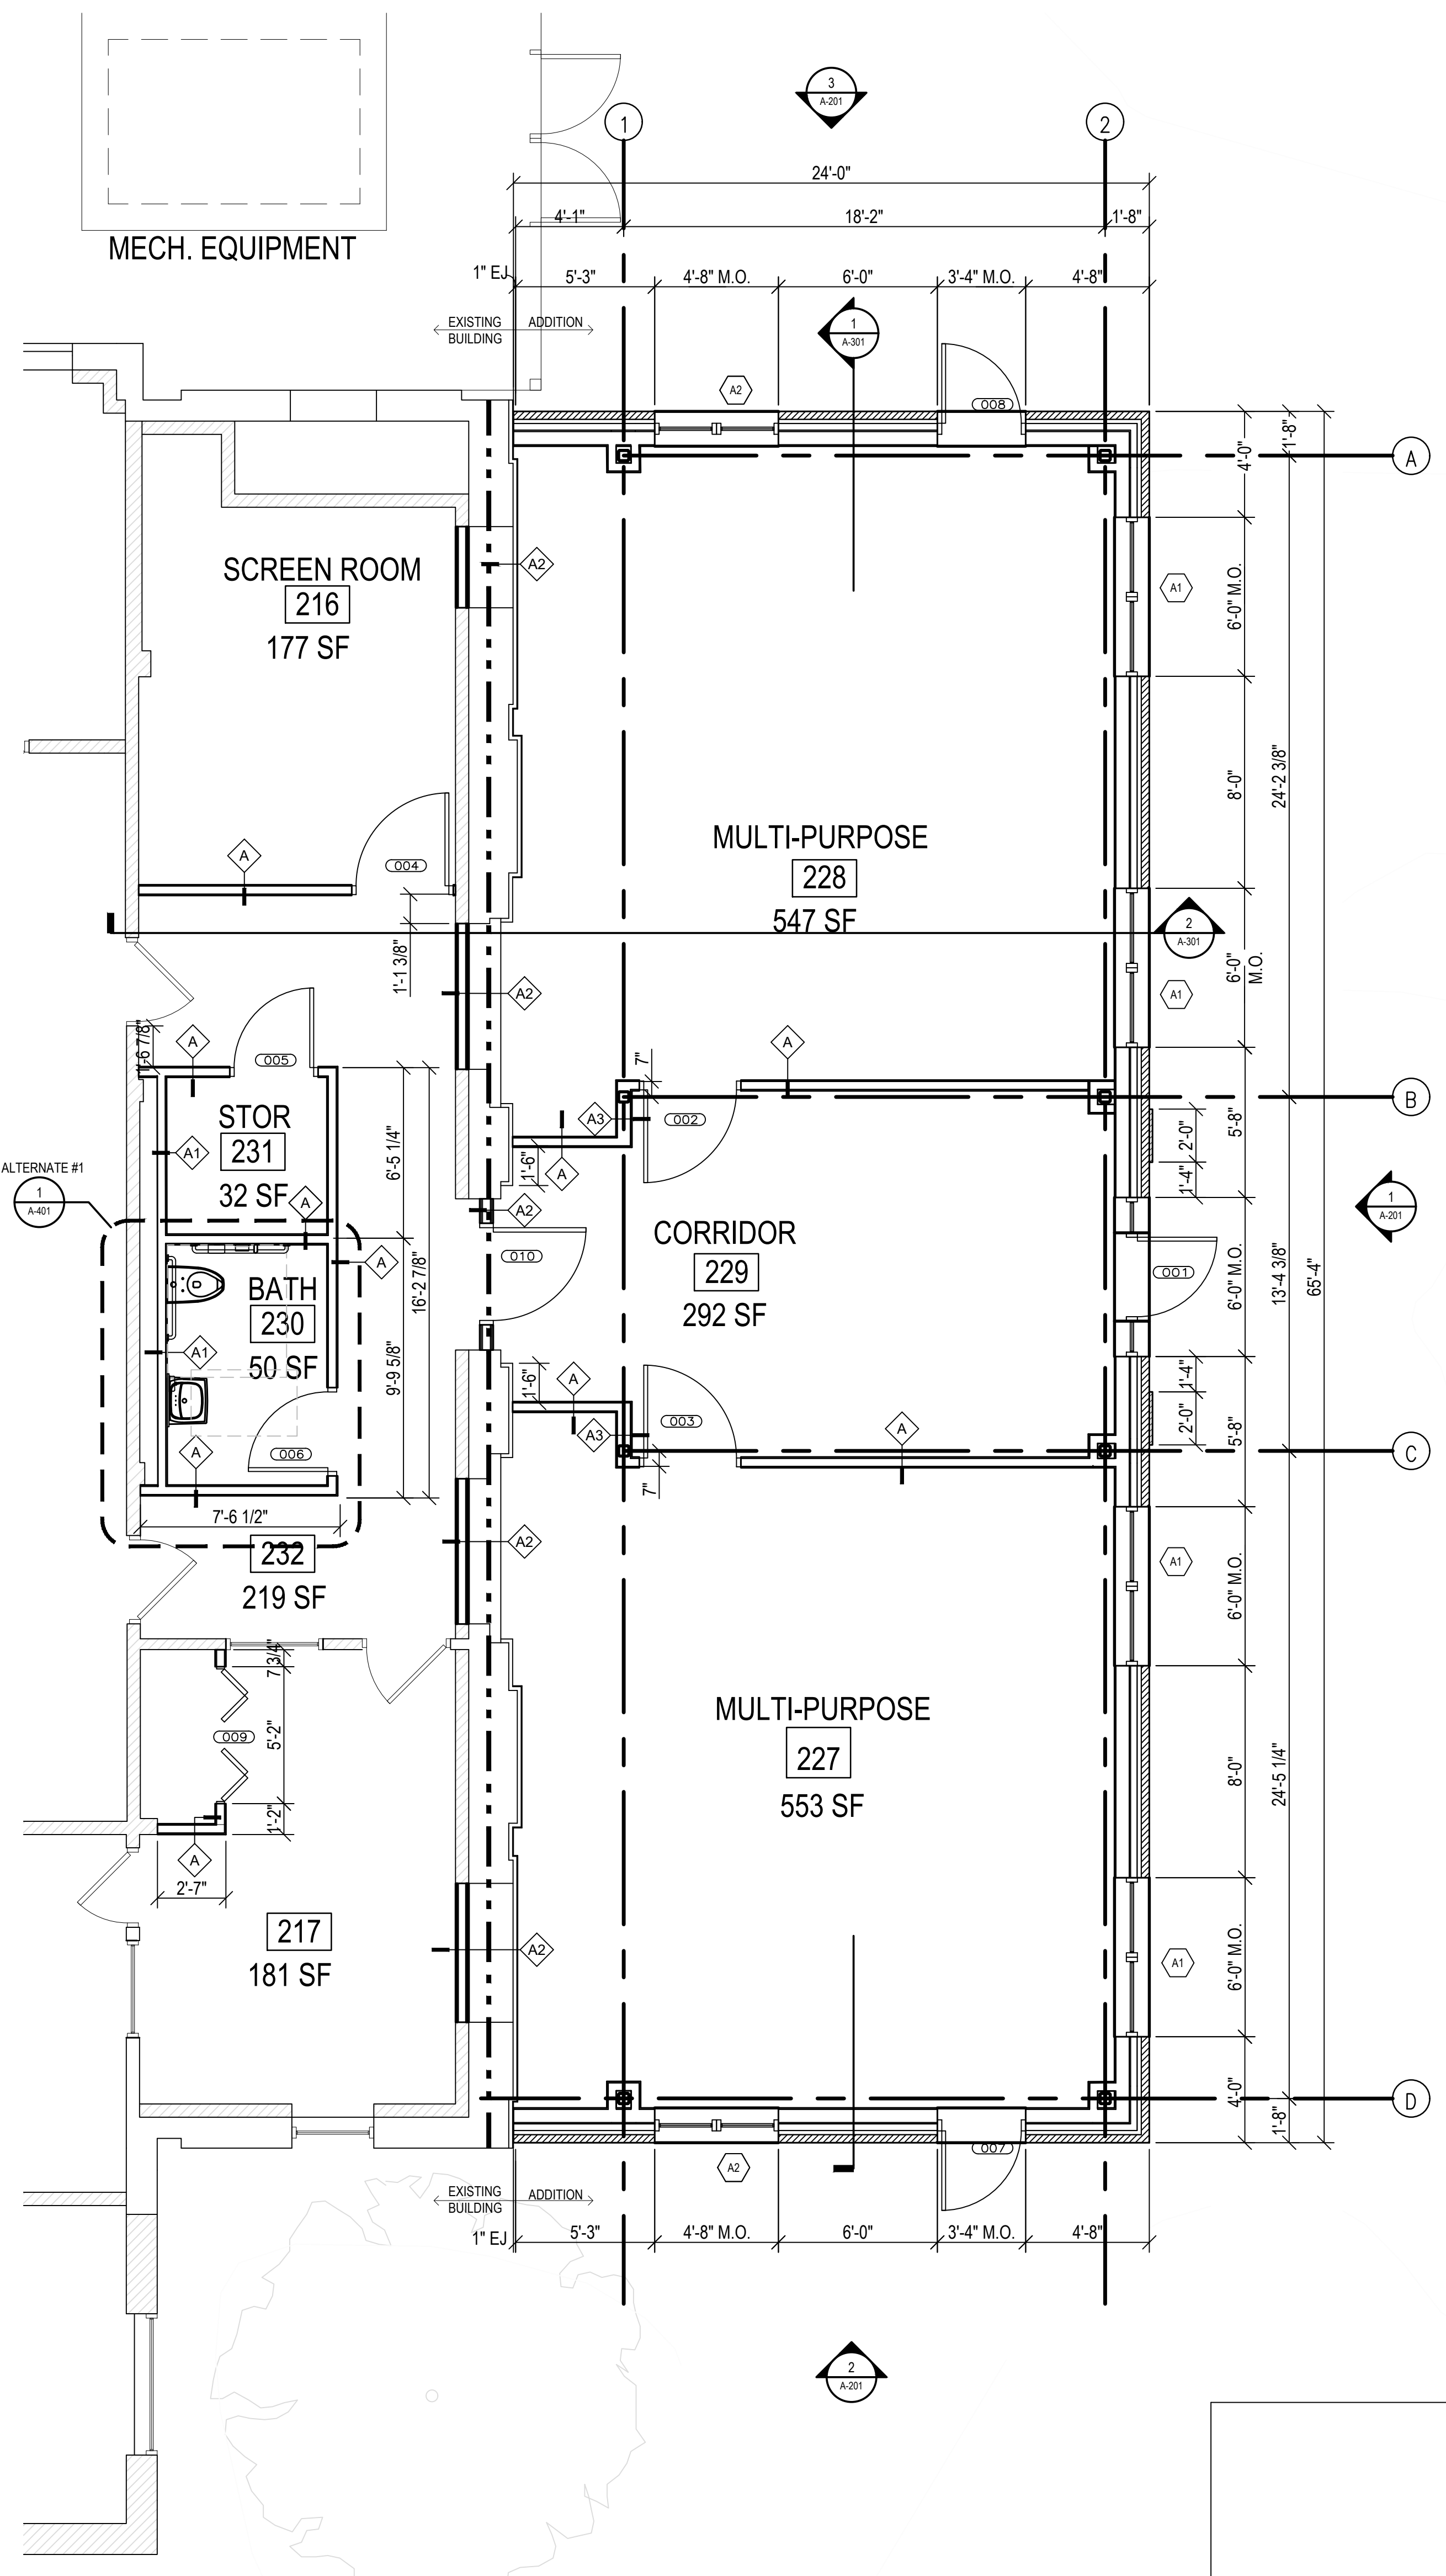 3
A-201
1
2
24'-0"
4'-1"
18'-2"
1'-8"
MECH. EQUIPMENT
1" EJ
5'-3"
4'-8" M.O.
6'-0"
3'-4" M.O.
4'-8"
EXISTING
BUILDING
ADDITION
1
A-301
A2
008
1'-8"
4'-0"
A
SCREEN ROOM
216
177 SF
A2
A1
6'-0" M.O.
8'-0"
24'-2 3/8"
MULTI-PURPOSE
228
547 SF
A
004
2
A-301
1'-1 3/8"
A2
6'-0"
M.O.
A1
1'-6 7/8"
A
005
7"
A
B
STOR
231
32 SF
A1
A
6'-5 1/4"
A3
002
5'-8"
2'-0"
1'-4"
ALTERNATE #1
1
A-401
1'-6"
A
A2
1
A-201
CORRIDOR
229
292 SF
010
001
BATH
230
50 SF
A
A1
16'-2 7/8"
9'-9 5/8"
6'-0" M.O.
13'-4 3/8"
65'-4"
1'-6"
A
A3
003
A
1'-4"
2'-0"
5'-8"
C
A
006
7"
7'-6 1/2"
232
219 SF
A2
A1
6'-0" M.O.
7 3/4"
009
5'-2"
1'-2"
MULTI-PURPOSE
227
553 SF
8'-0"
24'-5 1/4"
A
2'-7"
217
181 SF
A2
A1
6'-0" M.O.
4'-0"
D
1'-8"
007
A2
EXISTING
BUILDING
ADDITION
1" EJ
5'-3"
4'-8" M.O.
6'-0"
3'-4" M.O.
4'-8"
2
A-201